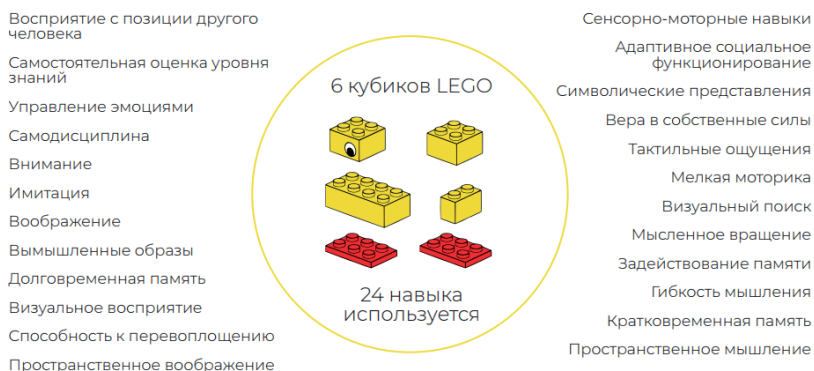 Восприятие с позиции другого
человека
Самостоятельная оценка уровня
знаний
Управление эмоциями
Самодисциплина
Внимание
Имитация
Воображение
Вымышленные образы
Долговременная память
Визуальное восприятие
Способность к перевоплощению
Пространственное воображение
6 кубиков LEGO
24 навыка
используется
Сенсорно-моторные навыки
Адаптивное социальное
функционирование
Символические представления
Вера в собственные силы
Тактильные ощущения
Мелкая моторика
Визуальный поиск
Мысленное вращение
Задействование памяти
Гибкость мышления
Кратковременная память
Пространственное мышление